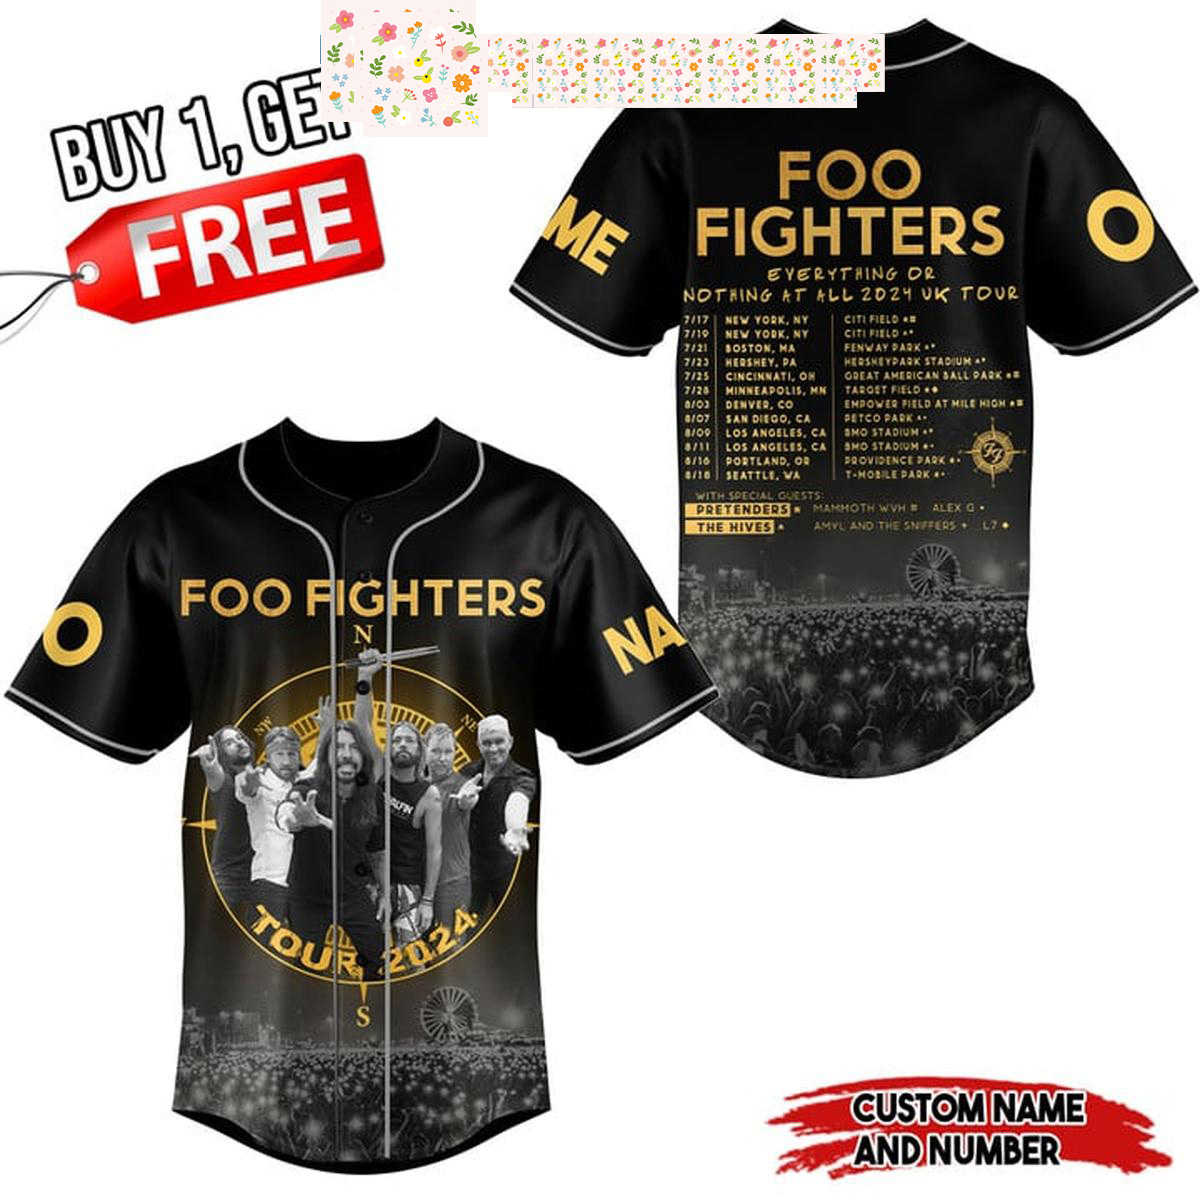 BUY 1, GET
FREE
FOO
FIGHTERS
EVERYTHING OR
NOTHING AT ALL 2024 UK TOUR
7/17 NEW YORK, NY CITI FIELD
7/19 NEW YORK, NY CITI FIELD
7/21 BOSTON, MA FENWAY PARK
7/23 HERSHEY, PA HERSHEYPARK STADIUM
7/25 CINCINNATI, OH GREAT AMERICAN BALL PARK
7/28 MINNEAPOLIS, MN TARGET FIELD
8/03 DENVER, CO EMPOWER FIELD AT MILE HIGH
8/07 SAN DIEGO, CA PETCO PARK
8/09 LOS ANGELES, CA BMO STADIUM
8/11 LOS ANGELES, CA BMO STADIUM
8/16 PORTLAND, OR PROVIDENCE PARK
8/18 SEATTLE, WA T-MOBILE PARK
FF
WITH SPECIAL GUESTS:
PRETENDERS MAMMOTH WVH # ALEX G
THE HIVES AMYL AND THE SNIFFERS + L7
ME
O
FOO FIGHTERS
N
NW
NE
TOUR 2024
S
O
NA
CUSTOM NAME
AND NUMBER